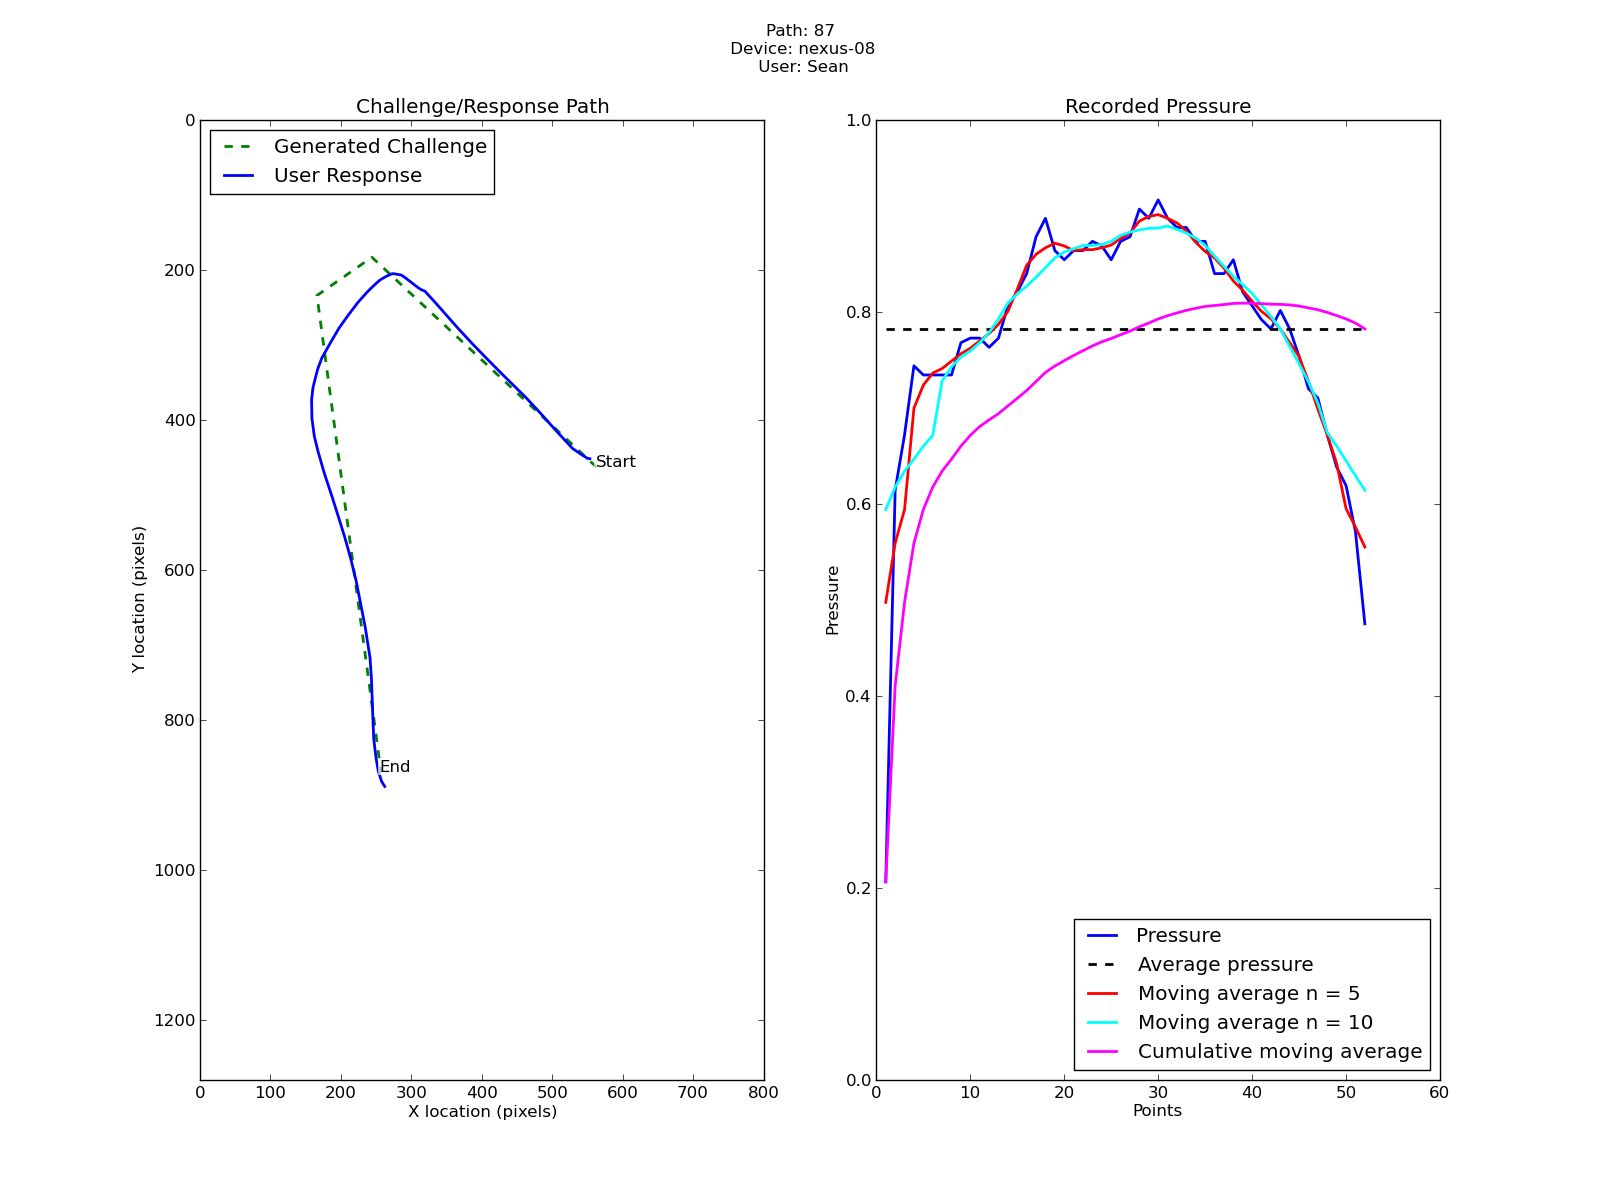 Path: 87
Device: nexus-08
User: Sean
Challenge/Response Path
Generated Challenge
User Response
Start
End
0
200
400
600
800
1000
1200
Y location (pixels)
0 100 200 300 400 500 600 700 800
X location (pixels)
Recorded Pressure
1.0
0.8
0.6
0.4
0.2
0.0
Pressure
Pressure
Average pressure
Moving average n = 5
Moving average n = 10
Cumulative moving average
0 10 20 30 40 50 60
Points